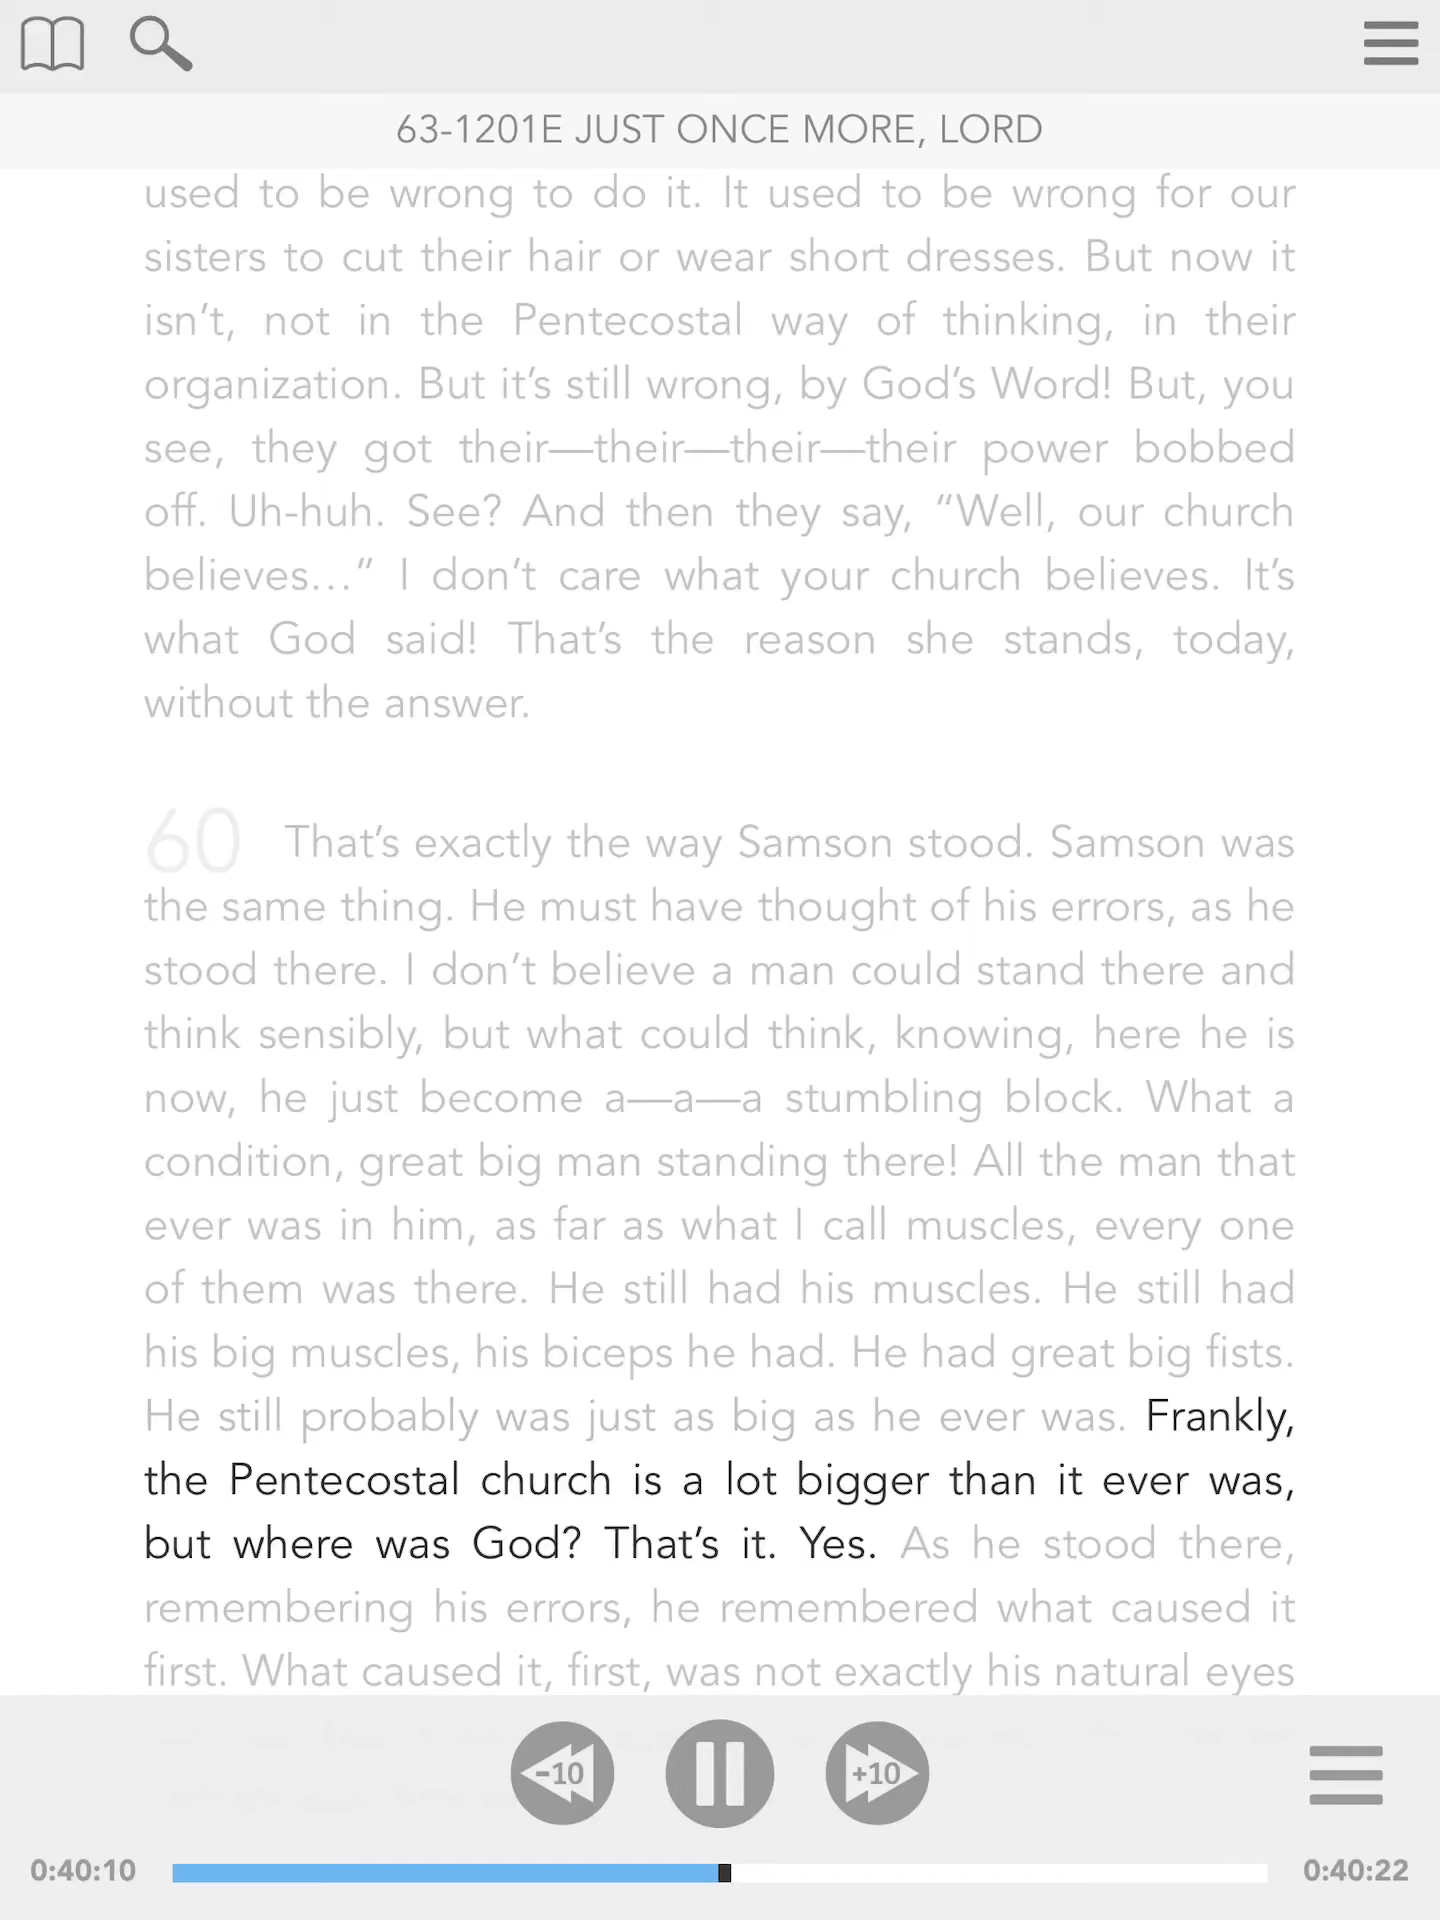 63-1201E JUST ONCE MORE, LORD
used to be wrong to do it. It used to be wrong for our
sisters to cut their hair or wear short dresses. But now it
isn’t, not in the Pentecostal way of thinking, in their
organization. But it’s still wrong, by God’s Word! But, you
see, they got their—their—their—their power bobbed
off. Uh-huh. See? And then they say, “Well, our church
believes…” I don’t care what your church believes. It’s
what God said! That’s the reason she stands, today,
without the answer.
60 That’s exactly the way Samson stood. Samson was
the same thing. He must have thought of his errors, as he
stood there. I don’t believe a man could stand there and
think sensibly, but what could think, knowing, here he is
now, he just become a—a—a stumbling block. What a
condition, great big man standing there! All the man that
ever was in him, as far as what I call muscles, every one
of them was there. He still had his muscles. He still had
his big muscles, his biceps he had. He had great big fists.
He still probably was just as big as he ever was. Frankly,
the Pentecostal church is a lot bigger than it ever was,
but where was God? That’s it. Yes. As he stood there,
remembering his errors, he remembered what caused it
first. What caused it, first, was not exactly his natural eyes
-10 +10
0:40:10 0:40:22